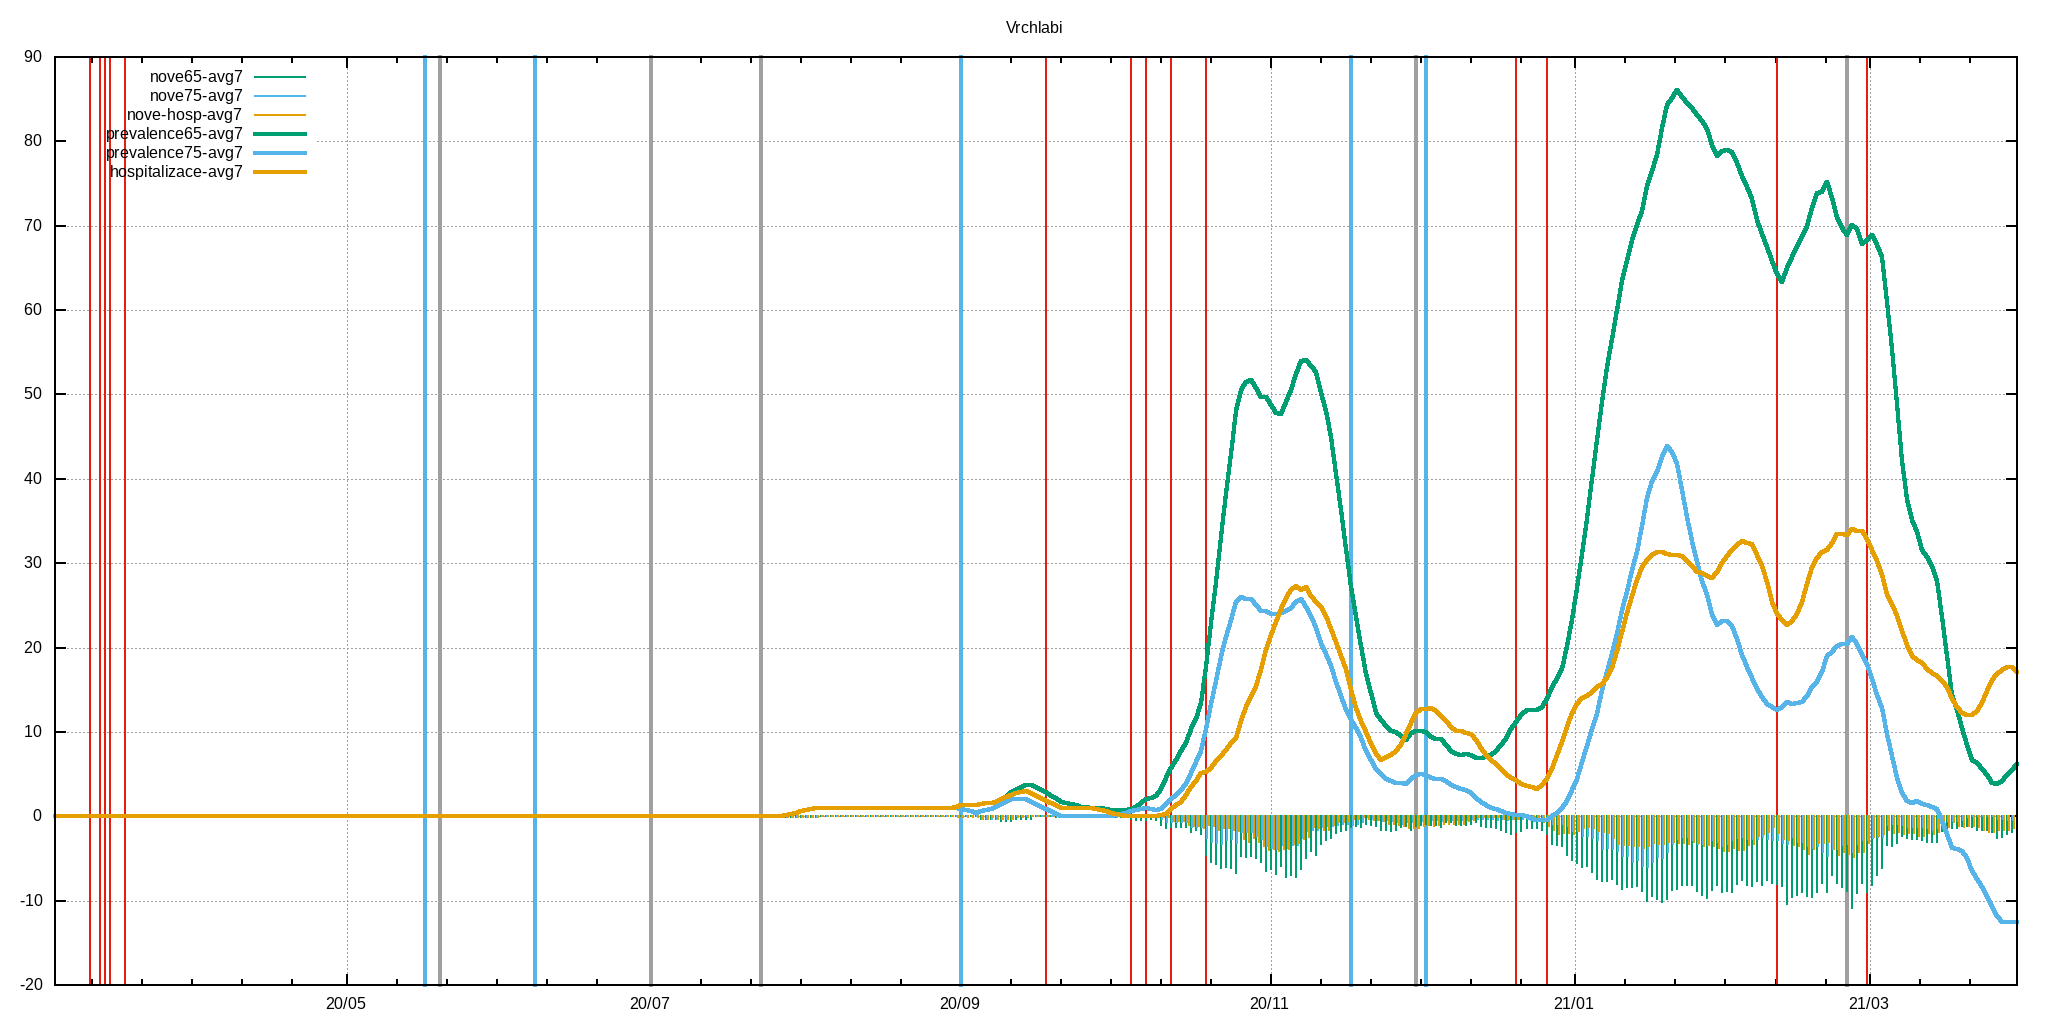 Vrchlabi
90
80
70
60
50
40
30
20
10
0
-10
-20
nove65-avg7
nove75-avg7
nove-hosp-avg7
prevalence65-avg7
prevalence75-avg7
hospitalizace-avg7
20/05 20/07 20/09 20/11 21/01 21/03